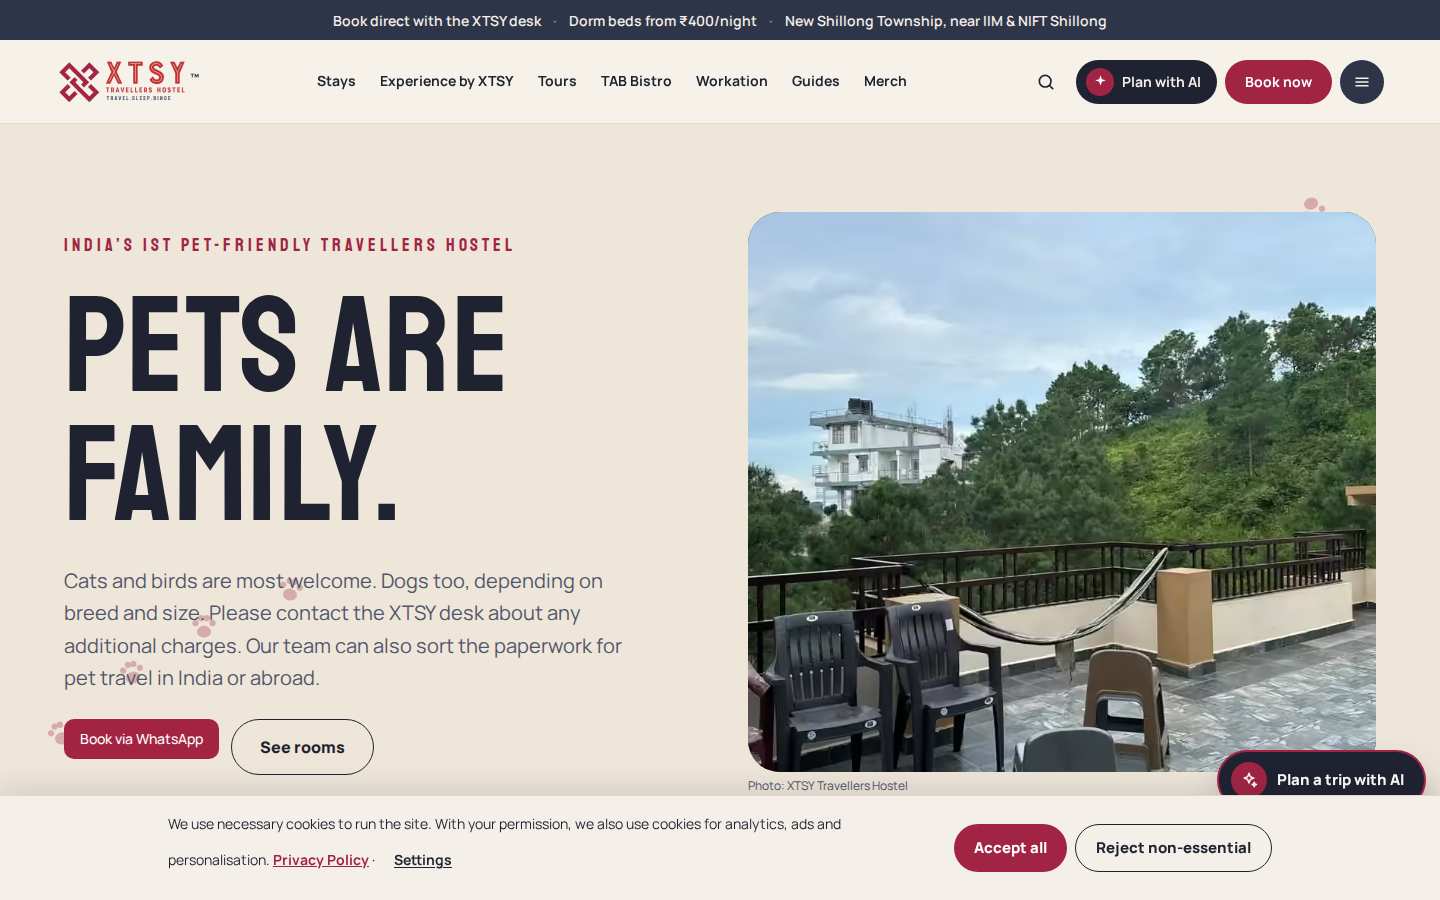 Book direct with the XTSY desk · Dorm beds from ₹400/night · New Shillong Township, near IIM & NIFT Shillong
XTSY ™
TRAVELLERS HOSTEL
TRAVEL.SLEEP.BINGE
Stays Experience by XTSY Tours TAB Bistro Workation Guides Merch
Plan with AI
Book now
INDIA'S 1ST PET-FRIENDLY TRAVELLERS HOSTEL
PETS ARE
FAMILY.
Cats and birds are most welcome. Dogs too, depending on
breed and size. Please contact the XTSY desk about any
additional charges. Our team can also sort the paperwork for
pet travel in India or abroad.
Book via WhatsApp
See rooms
Photo: XTSY Travellers Hostel
Plan a trip with AI
We use necessary cookies to run the site. With your permission, we also use cookies for analytics, ads and
personalisation. Privacy Policy · Settings
Accept all
Reject non-essential